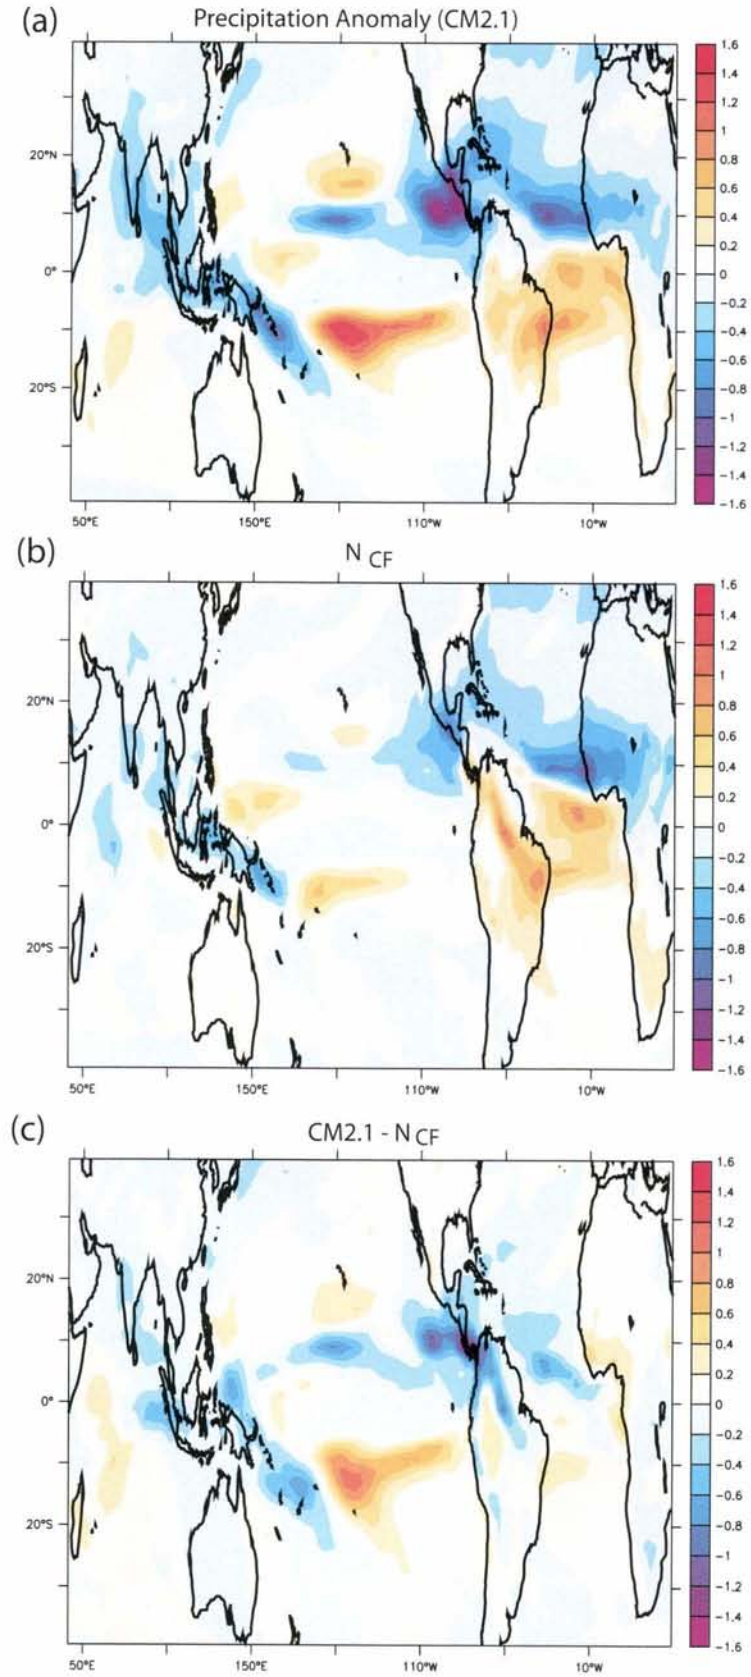 (a)
Precipitation Anomaly (CM2.1)
20°N
0°
20°S
50°E
150°E
110°W
10°W
1.6
1.4
1.2
1
0.8
0.6
0.4
0.2
0
-0.2
-0.4
-0.6
-0.8
-1
-1.2
-1.4
-1.6
(b)
N CF
20°N
0°
20°S
50°E
150°E
110°W
10°W
1.6
1.4
1.2
1
0.8
0.6
0.4
0.2
0
-0.2
-0.4
-0.6
-0.8
-1
-1.2
-1.4
-1.6
(c)
CM2.1 - N CF
20°N
0°
20°S
50°E
150°E
110°W
10°W
1.6
1.4
1.2
1
0.8
0.6
0.4
0.2
0
-0.2
-0.4
-0.6
-0.8
-1
-1.2
-1.4
-1.6